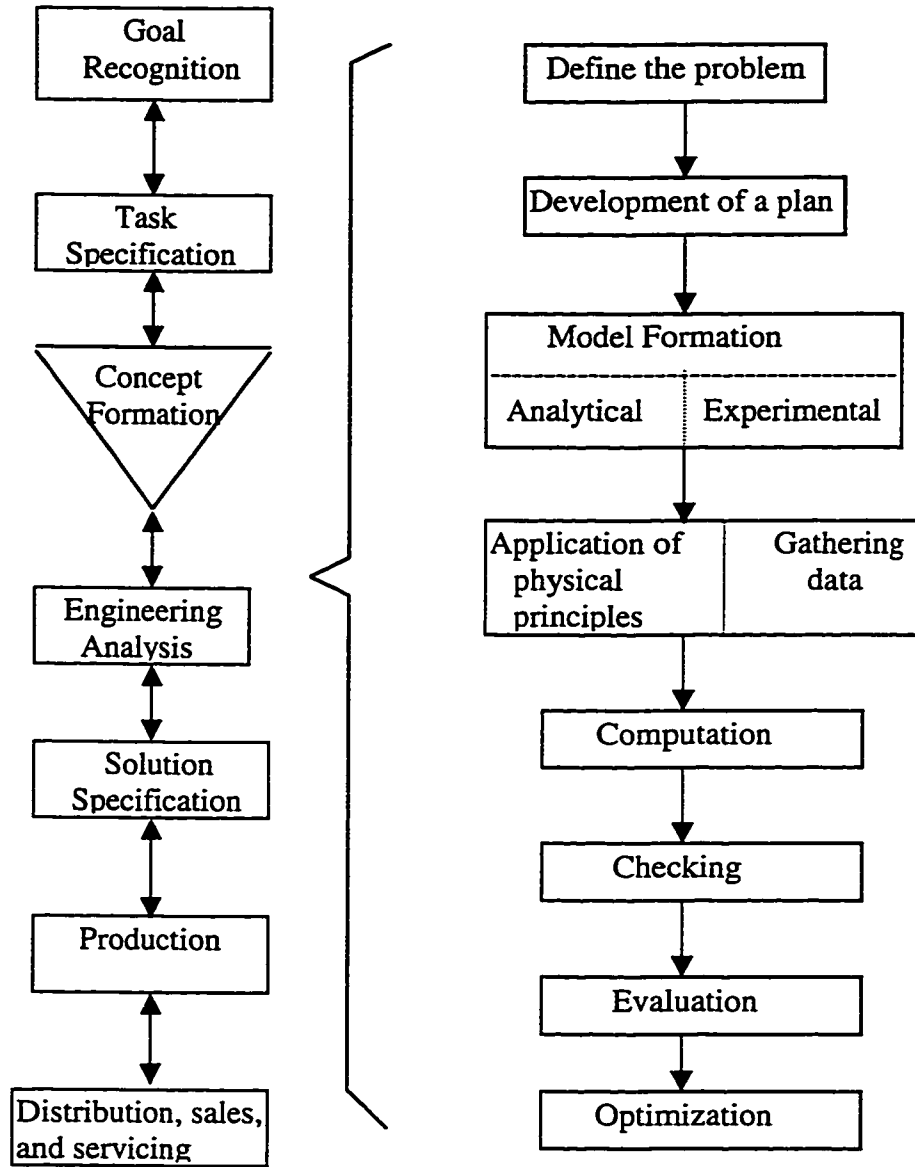 Goal
Recognition
Task
Specification
Concept
Formation
Engineering
Analysis
Solution
Specification
Production
Distribution, sales,
and servicing
Define the problem
Development of a plan
Model Formation
Analytical
Experimental
Application of
physical
principles
Gathering
data
Computation
Checking
Evaluation
Optimization